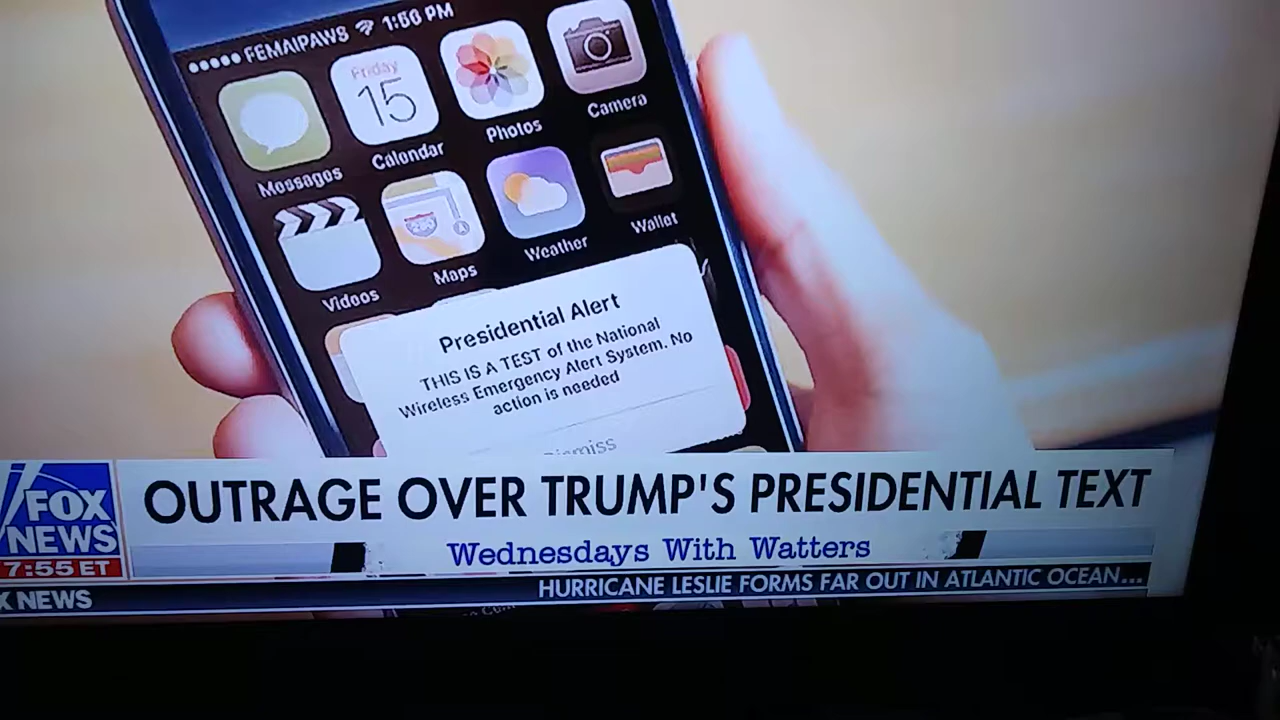 FEMAIPAWS 1:50 PM
Friday
15
Messages Calendar Photos Camera
Videos Maps Weather Wallet
Presidential Alert
THIS IS A TEST of the National
Wireless Emergency Alert System. No
action is needed
Dismiss
FOX
NEWS
7:55 ET
OUTRAGE OVER TRUMP'S PRESIDENTIAL TEXT
Wednesdays With Watters
X NEWS
HURRICANE LESLIE FORMS FAR OUT IN ATLANTIC OCEAN...